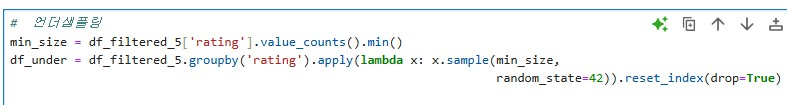 # 언더샘플링
min_size = df_filtered_5['rating'].value_counts().min()
df_under = df_filtered_5.groupby('rating').apply(lambda x: x.sample(min_size,
random_state=42)).reset_index(drop=True)